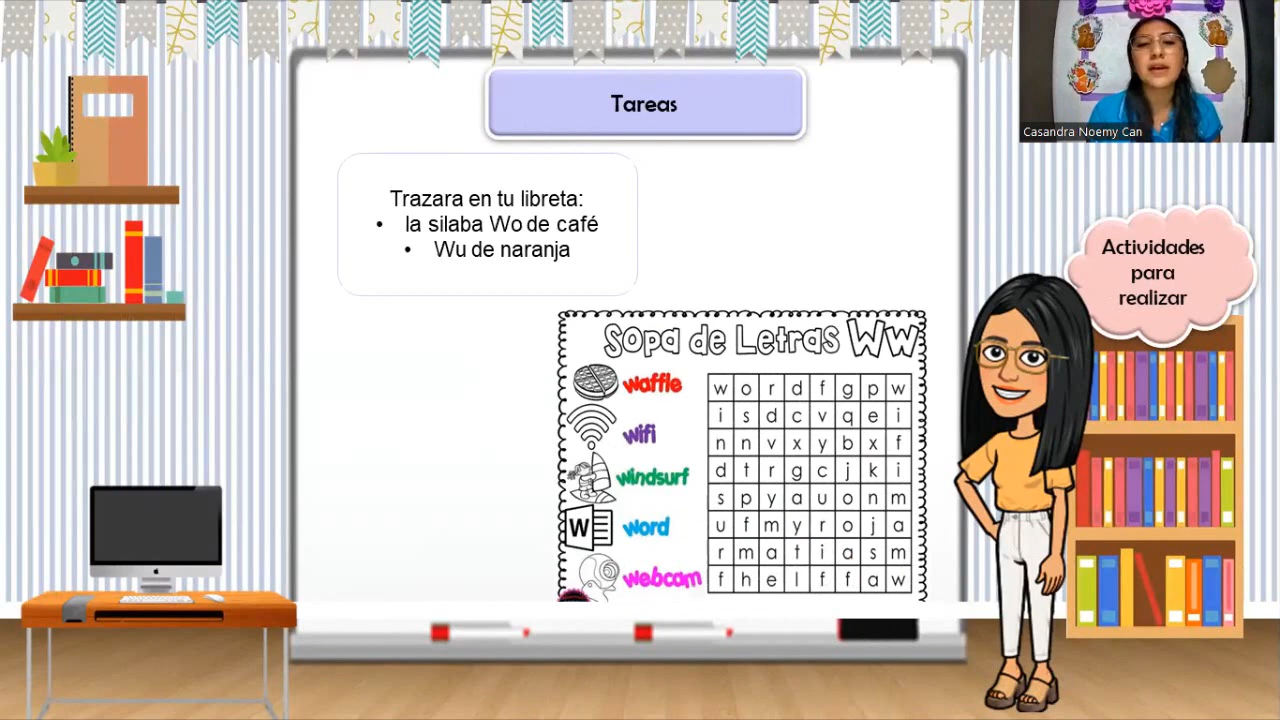 Tareas
Casandra Noemy Can
Trazara en tu libreta:
• la silaba Wo de café
• Wu de naranja
Actividades
para
realizar
Sopa de Letras Ww
waffle
wifi
windsurf
W
word
webcam
w o r d f g p w
i s d c v q e i
n n v x y b x f
d t r g c j k i
s p y a u o n m
u f m y r o j a
r m a t i a s m
f h e l f f a w